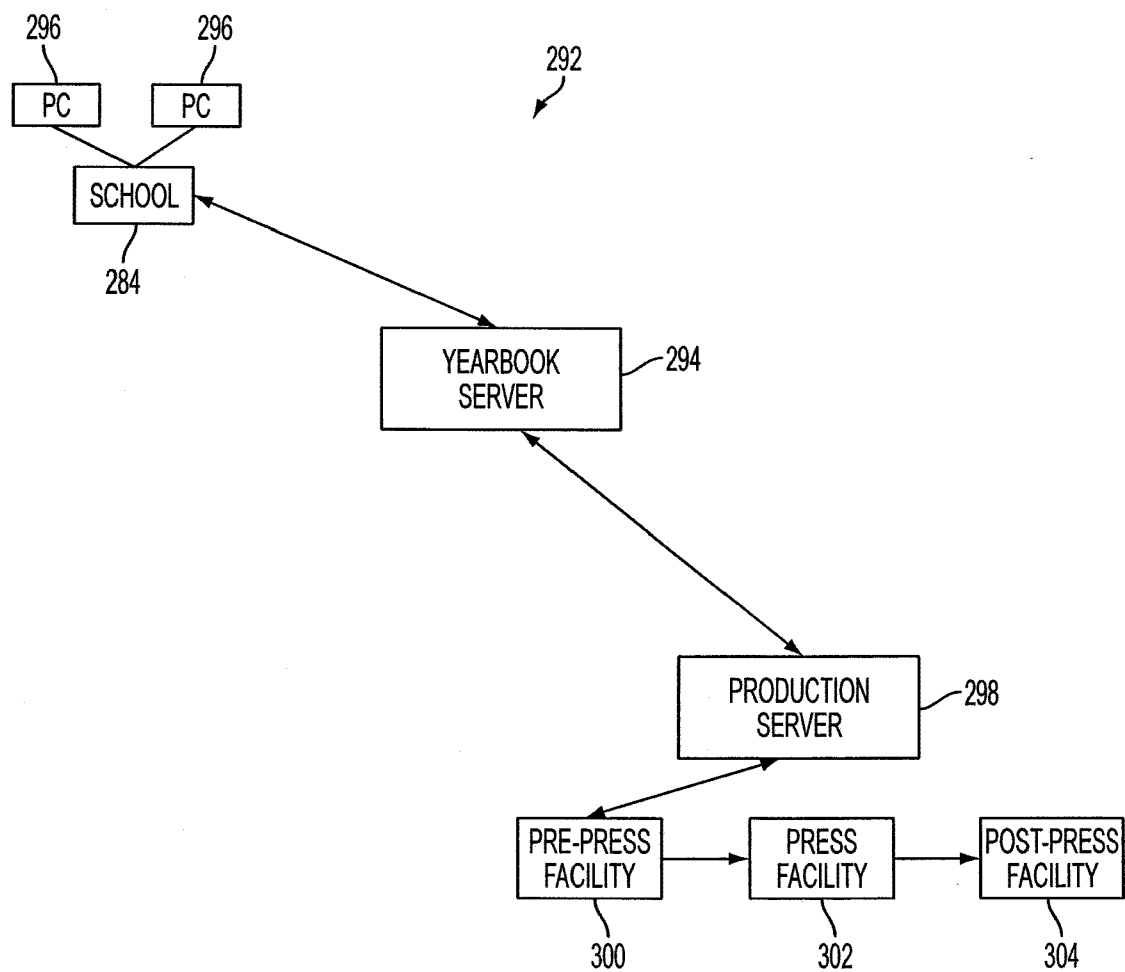 296
296
292
PC
PC
SCHOOL
284
YEARBOOK
SERVER
294
PRODUCTION
SERVER
298
PRE-PRESS
FACILITY
PRESS
FACILITY
POST-PRESS
FACILITY
300
302
304